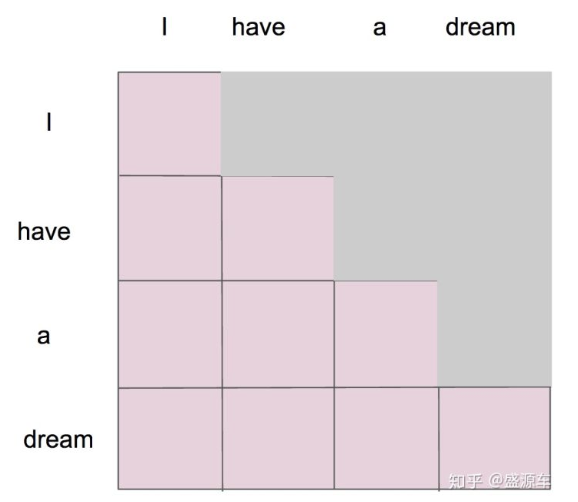 I have a dream
I
have
a
dream
知乎 @盛源车